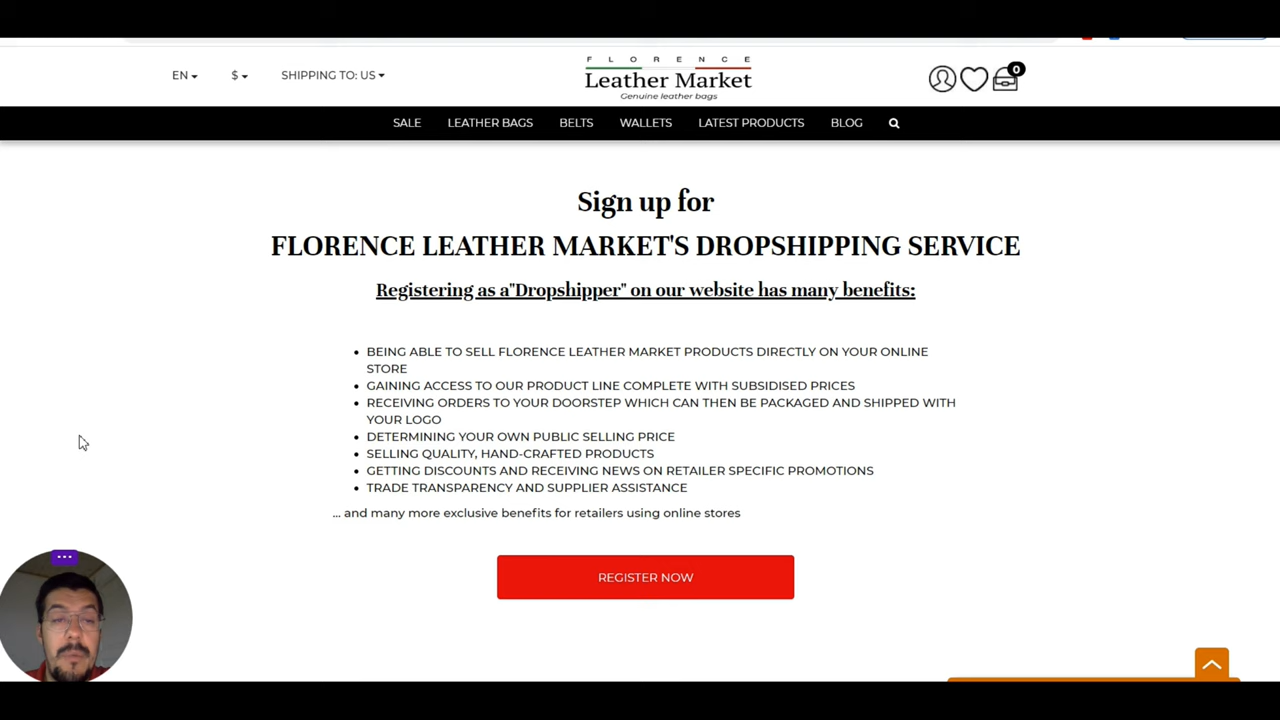 EN
$
SHIPPING TO: US
FLORENCE
Leather Market
Genuine leather bags
0
SALE
LEATHER BAGS
BELTS
WALLETS
LATEST PRODUCTS
BLOG
Sign up for
FLORENCE LEATHER MARKET'S DROPSHIPPING SERVICE
Registering as a"Dropshipper" on our website has many benefits:
• BEING ABLE TO SELL FLORENCE LEATHER MARKET PRODUCTS DIRECTLY ON YOUR ONLINE
STORE
• GAINING ACCESS TO OUR PRODUCT LINE COMPLETE WITH SUBSIDISED PRICES
• RECEIVING ORDERS TO YOUR DOORSTEP WHICH CAN THEN BE PACKAGED AND SHIPPED WITH
YOUR LOGO
• DETERMINING YOUR OWN PUBLIC SELLING PRICE
• SELLING QUALITY, HAND-CRAFTED PRODUCTS
• GETTING DISCOUNTS AND RECEIVING NEWS ON RETAILER SPECIFIC PROMOTIONS
• TRADE TRANSPARENCY AND SUPPLIER ASSISTANCE
... and many more exclusive benefits for retailers using online stores
REGISTER NOW